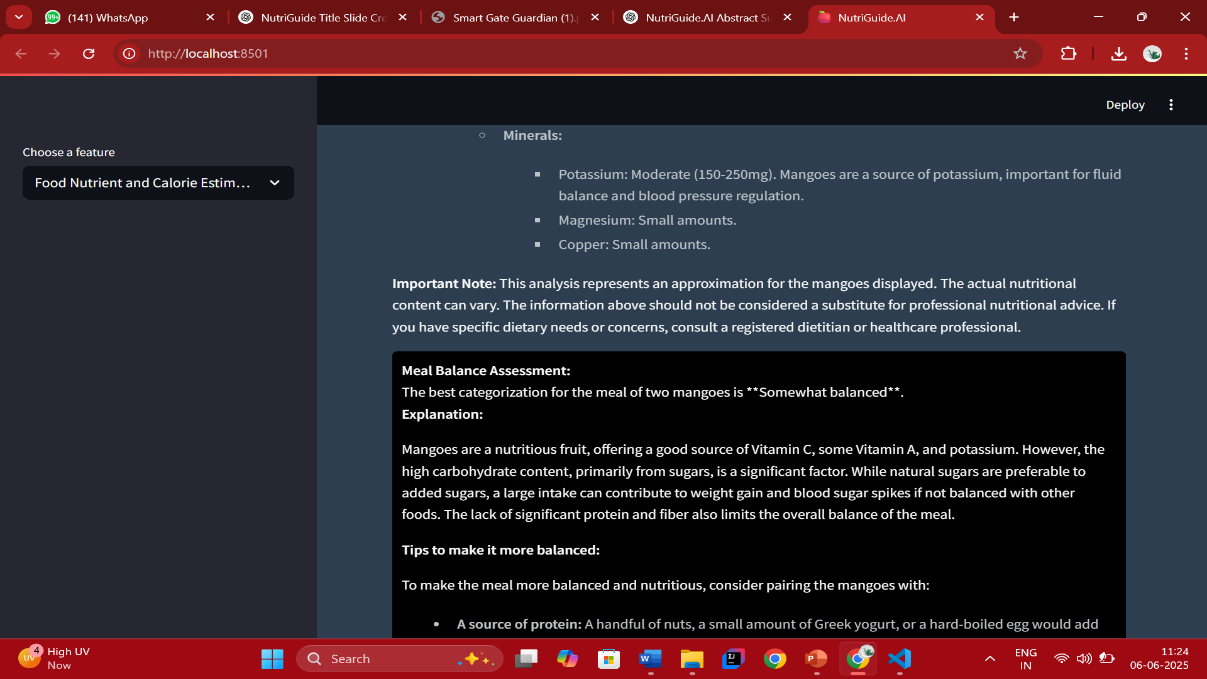 (141) WhatsApp
NutriGuide Title Slide Cre
Smart Gate Guardian (1).p
NutriGuide.AI Abstract Su
NutriGuide.AI
http://localhost:8501
Deploy
Choose a feature
Food Nutrient and Calorie Estim...
Minerals:
Potassium: Moderate (150-250mg). Mangoes are a source of potassium, important for fluid
balance and blood pressure regulation.
Magnesium: Small amounts.
Copper: Small amounts.
Important Note: This analysis represents an approximation for the mangoes displayed. The actual nutritional
content can vary. The information above should not be considered a substitute for professional nutritional advice. If
you have specific dietary needs or concerns, consult a registered dietitian or healthcare professional.
Meal Balance Assessment:
The best categorization for the meal of two mangoes is **Somewhat balanced**.
Explanation:
Mangoes are a nutritious fruit, offering a good source of Vitamin C, some Vitamin A, and potassium. However, the
high carbohydrate content, primarily from sugars, is a significant factor. While natural sugars are preferable to
added sugars, a large intake can contribute to weight gain and blood sugar spikes if not balanced with other
foods. The lack of significant protein and fiber also limits the overall balance of the meal.
Tips to make it more balanced:
To make the meal more balanced and nutritious, consider pairing the mangoes with:
A source of protein: A handful of nuts, a small amount of Greek yogurt, or a hard-boiled egg would add
High UV
Now
Search
ENG
IN
11:24
06-06-2025